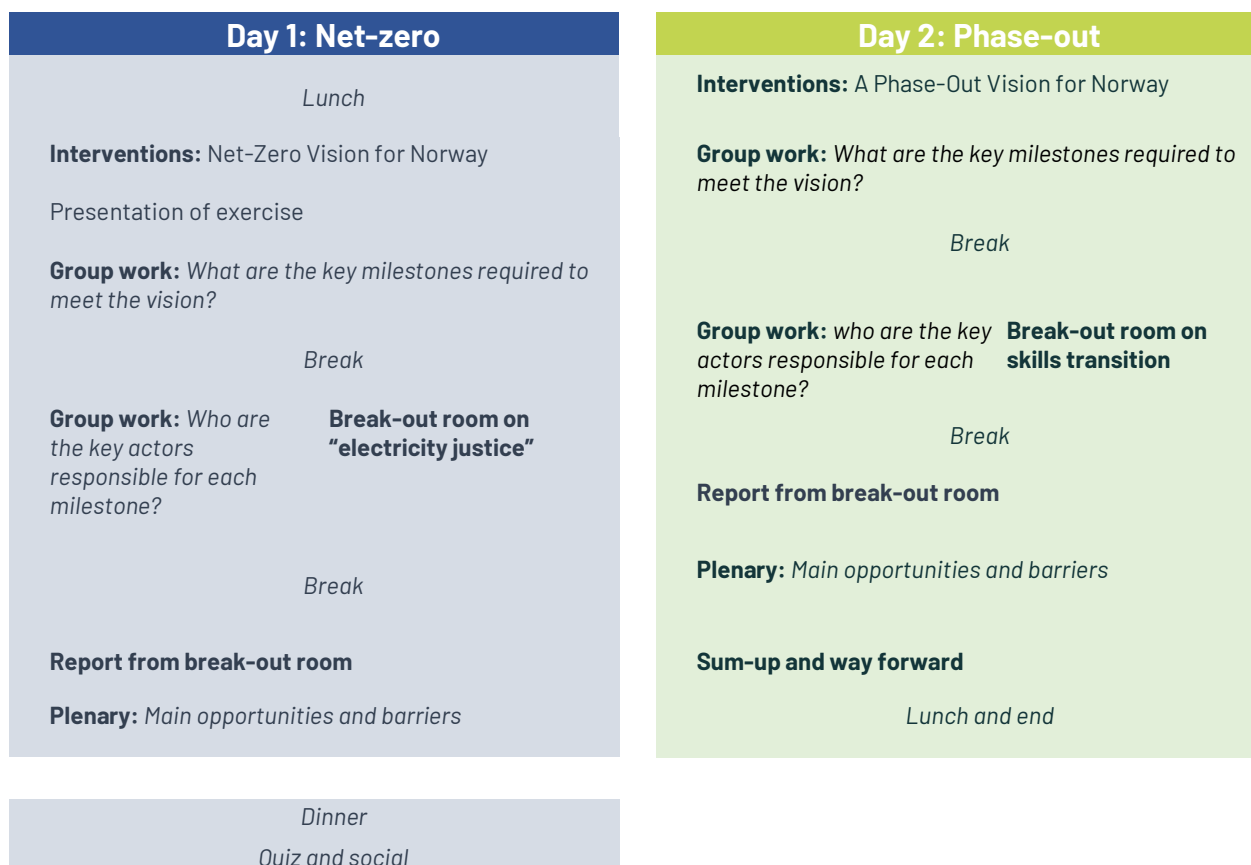 Day 1: Net-zero
Lunch
Interventions: Net-Zero Vision for Norway
Presentation of exercise
Group work: What are the key milestones required to
meet the vision?
Break
Group work: Who are
the key actors
responsible for each
milestone?
Break-out room on
“electricity justice”
Break
Report from break-out room
Plenary: Main opportunities and barriers
Dinner
Quiz and social
Day 2: Phase-out
Interventions: A Phase-Out Vision for Norway
Group work: What are the key milestones required to
meet the vision?
Break
Group work: who are the key
actors responsible for each
milestone?
Break-out room on
skills transition
Break
Report from break-out room
Plenary: Main opportunities and barriers
Sum-up and way forward
Lunch and end